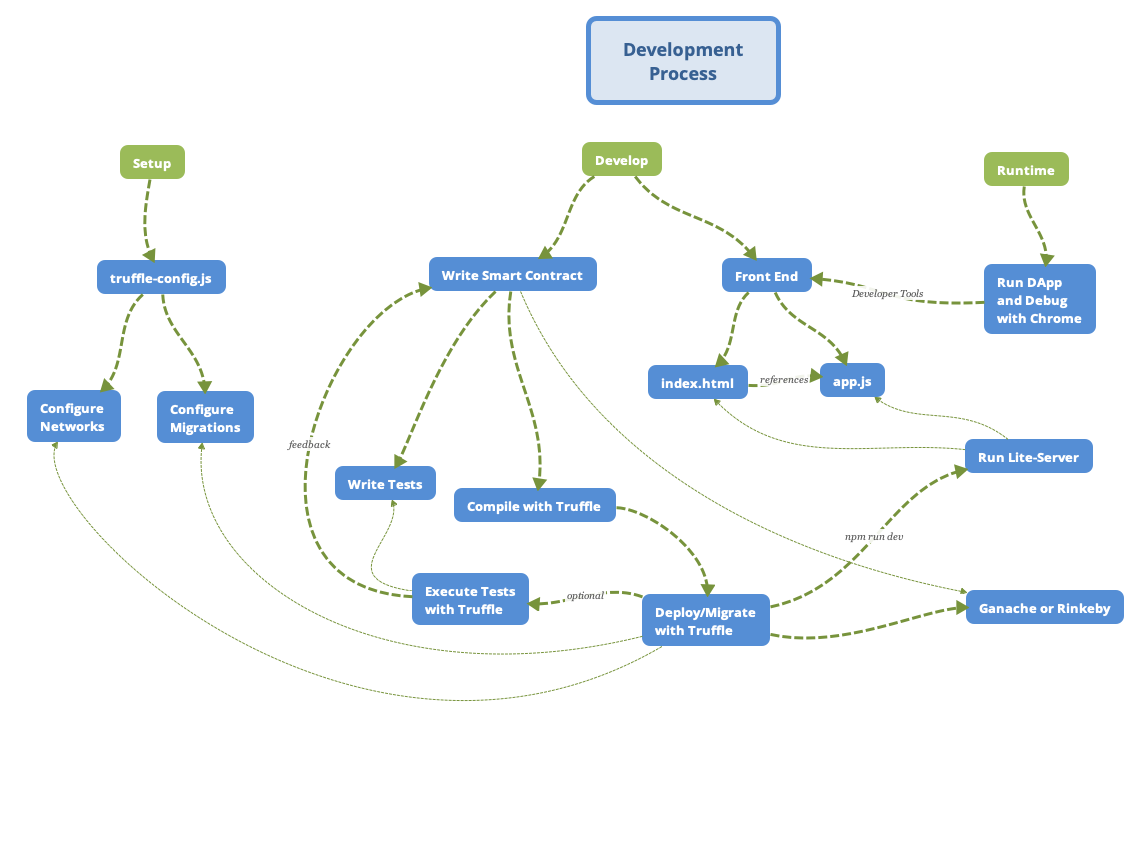 Development
Process
Setup
Develop
Runtime
truffle-config.js
Write Smart Contract
Front End
Run DApp
and Debug
with Chrome
Developer Tools
Configure
Networks
Configure
Migrations
index.html
references
app.js
feedback
Write Tests
Compile with Truffle
Run Lite-Server
npm run dev
Execute Tests
with Truffle
optional
Deploy/Migrate
with Truffle
Ganache or Rinkeby